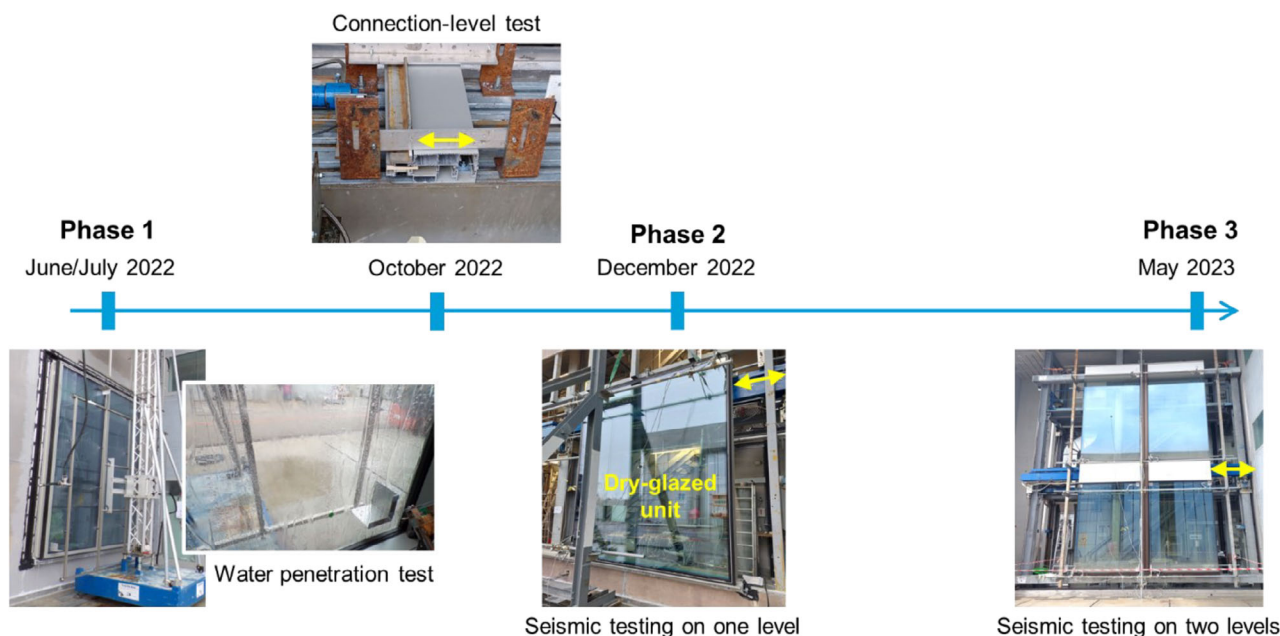 Connection-level test
Phase 1
June/July 2022
October 2022
Phase 2
December 2022
Phase 3
May 2023
Water penetration test
Dry-glazed
unit
Seismic testing on one level
Seismic testing on two levels